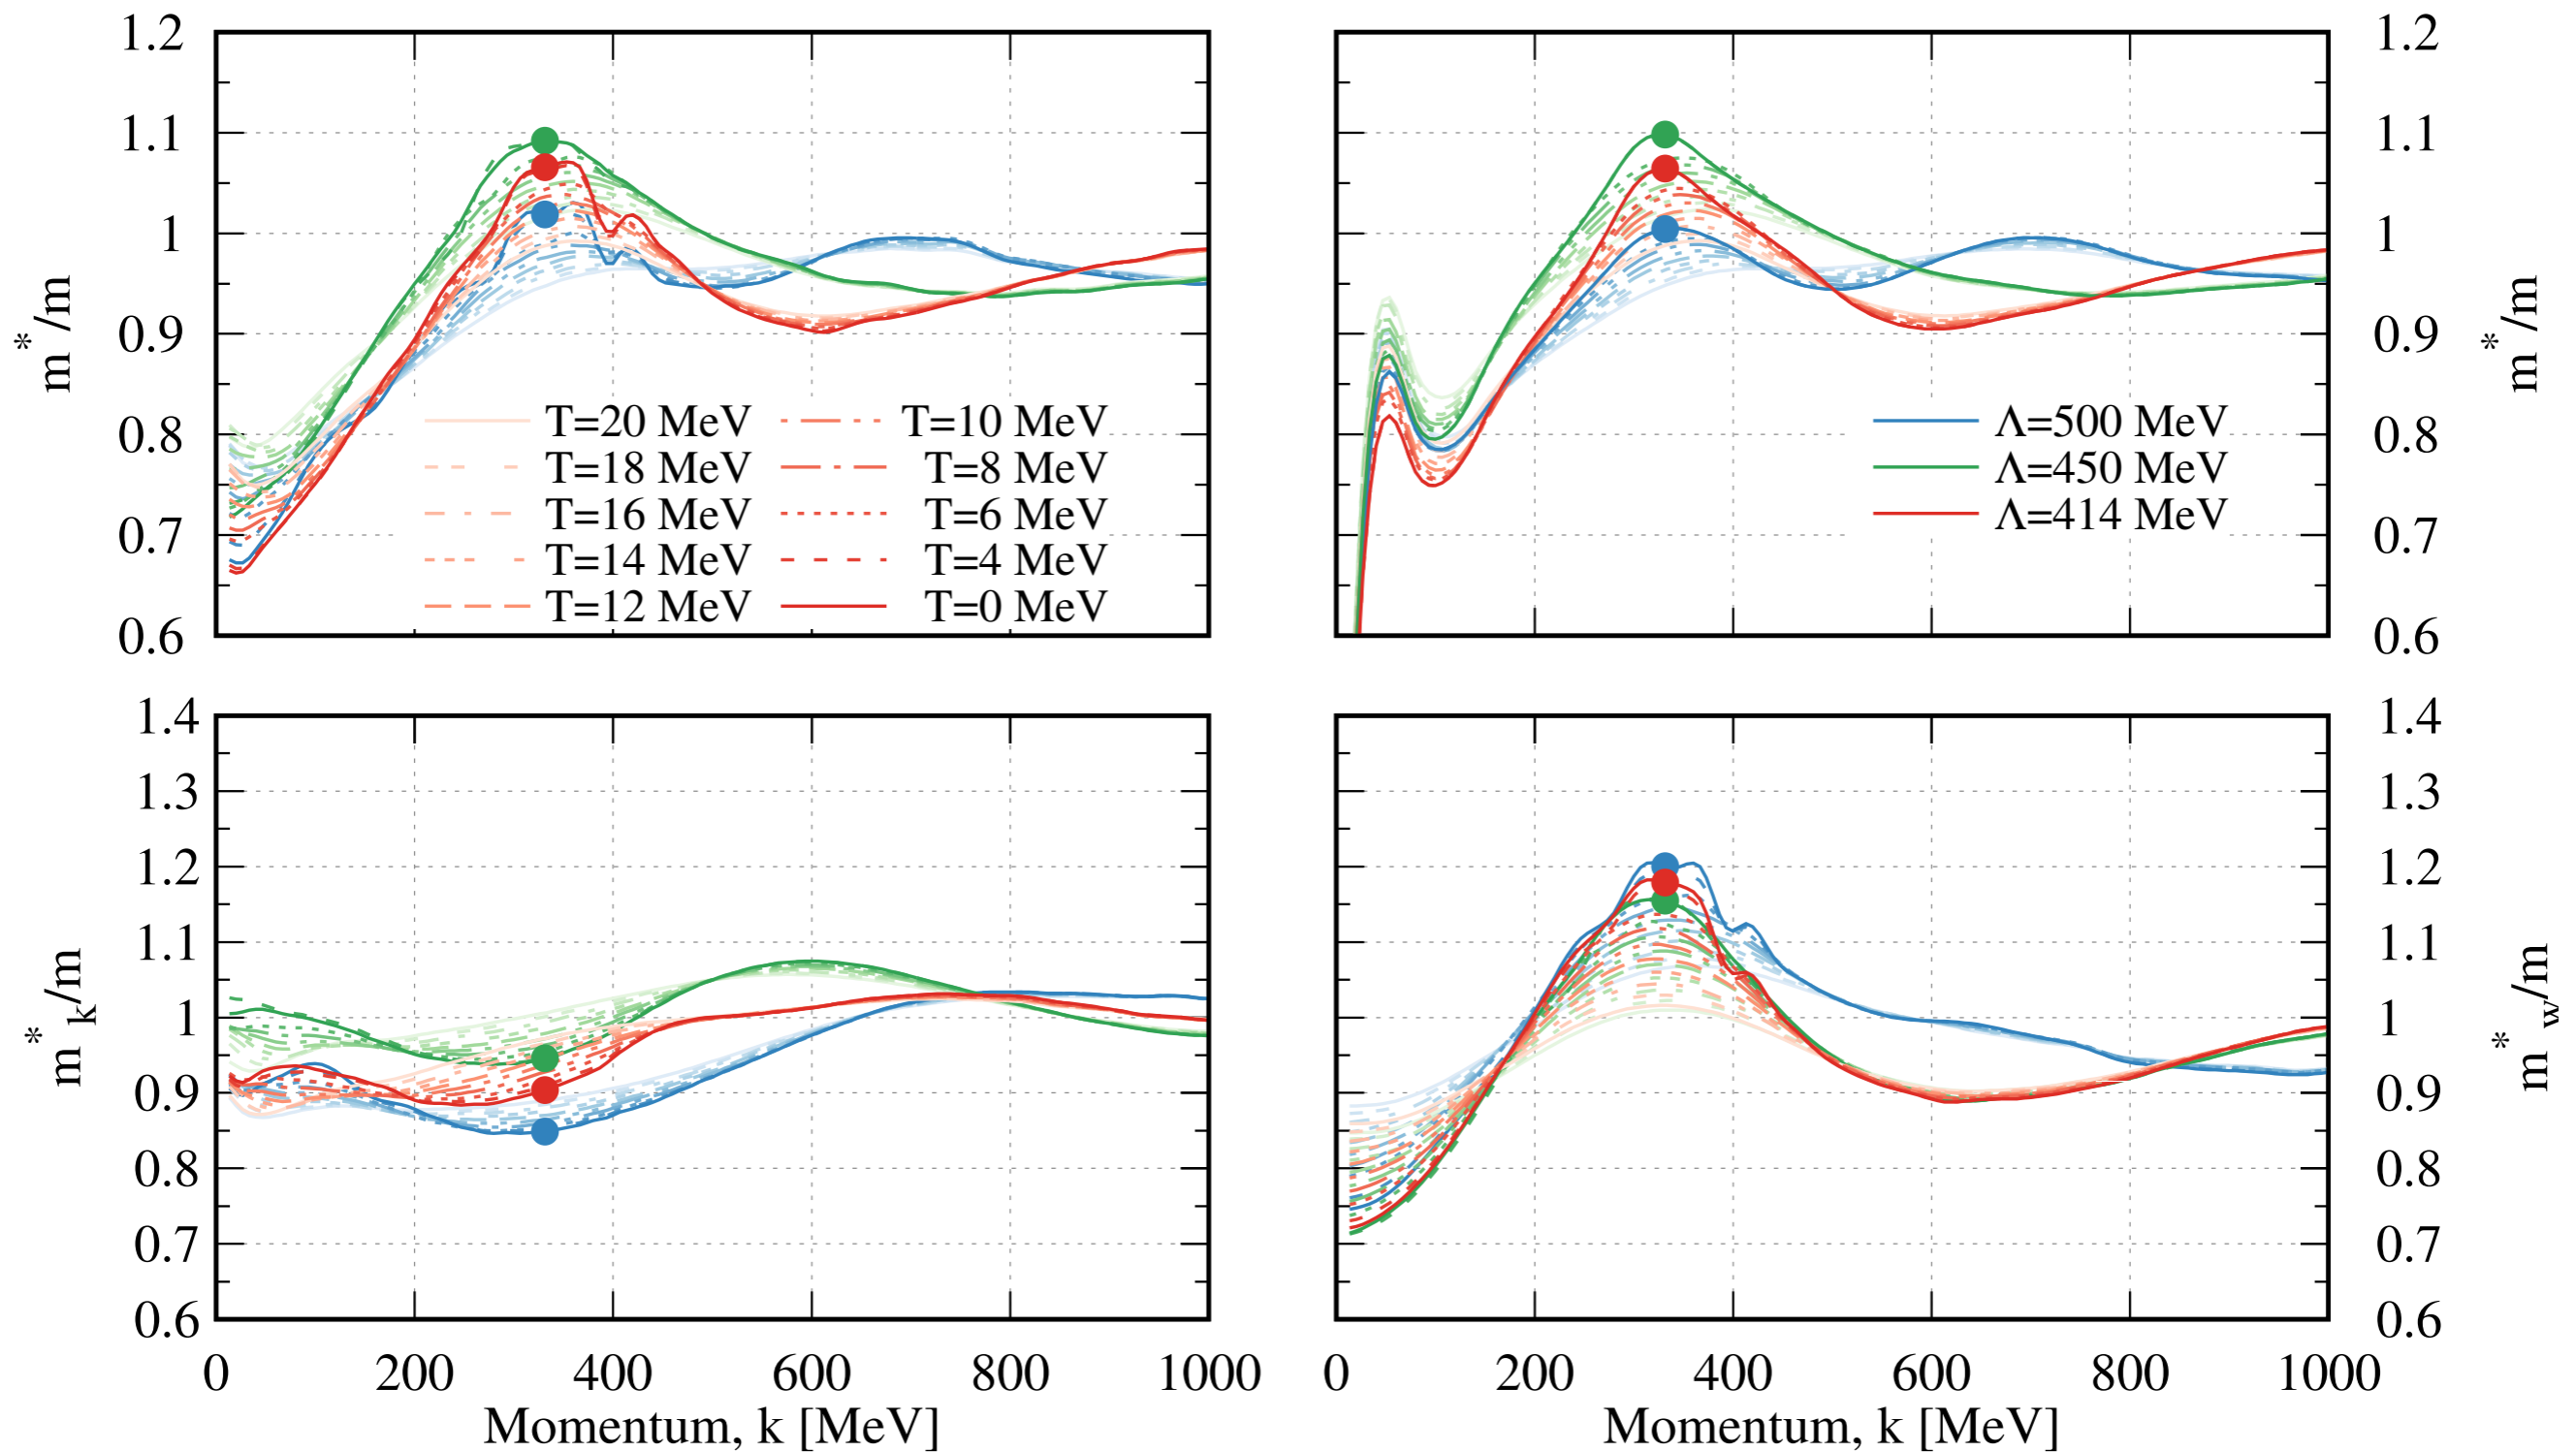 1.2
1.1
1
0.9
0.8
0.7
0.6
m*/m
T=20 MeV
T=18 MeV
T=16 MeV
T=14 MeV
T=12 MeV
T=10 MeV
T=8 MeV
T=6 MeV
T=4 MeV
T=0 MeV
Λ=500 MeV
Λ=450 MeV
Λ=414 MeV
1.2
1.1
1
0.9
0.8
0.7
0.6
m*/m
1.4
1.3
1.2
1.1
1
0.9
0.8
0.7
0.6
m*k/m
0 200 400 600 800 1000
Momentum, k [MeV]
1.4
1.3
1.2
1.1
1
0.9
0.8
0.7
0.6
m*w/m
0 200 400 600 800 1000
Momentum, k [MeV]